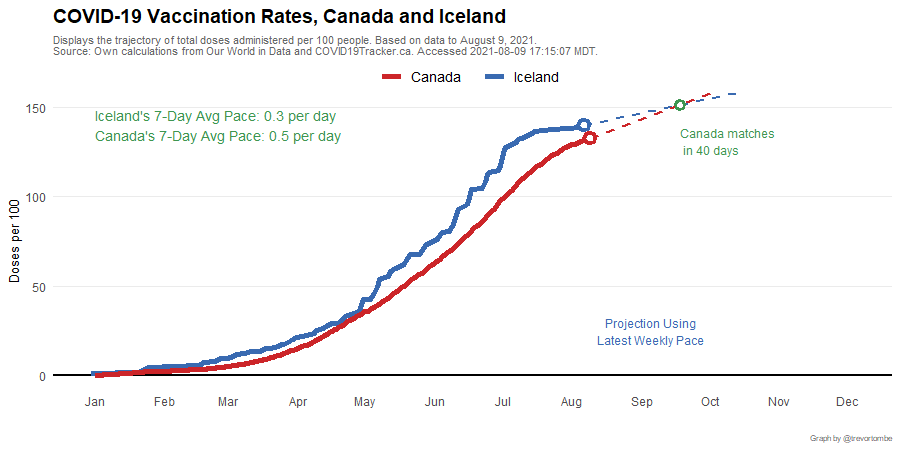 COVID-19 Vaccination Rates, Canada and Iceland
Displays the trajectory of total doses administered per 100 people. Based on data to August 9, 2021.
Source: Own calculations from Our World in Data and COVID19Tracker.ca. Accessed 2021-08-09 17:15:07 MDT.
Canada Iceland
Iceland's 7-Day Avg Pace: 0.3 per day
Canada's 7-Day Avg Pace: 0.5 per day
Canada matches
in 40 days
Projection Using
Latest Weekly Pace
Doses per 100
150
100
50
0
Jan Feb Mar Apr May Jun Jul Aug Sep Oct Nov Dec
Graph by @trevortombe